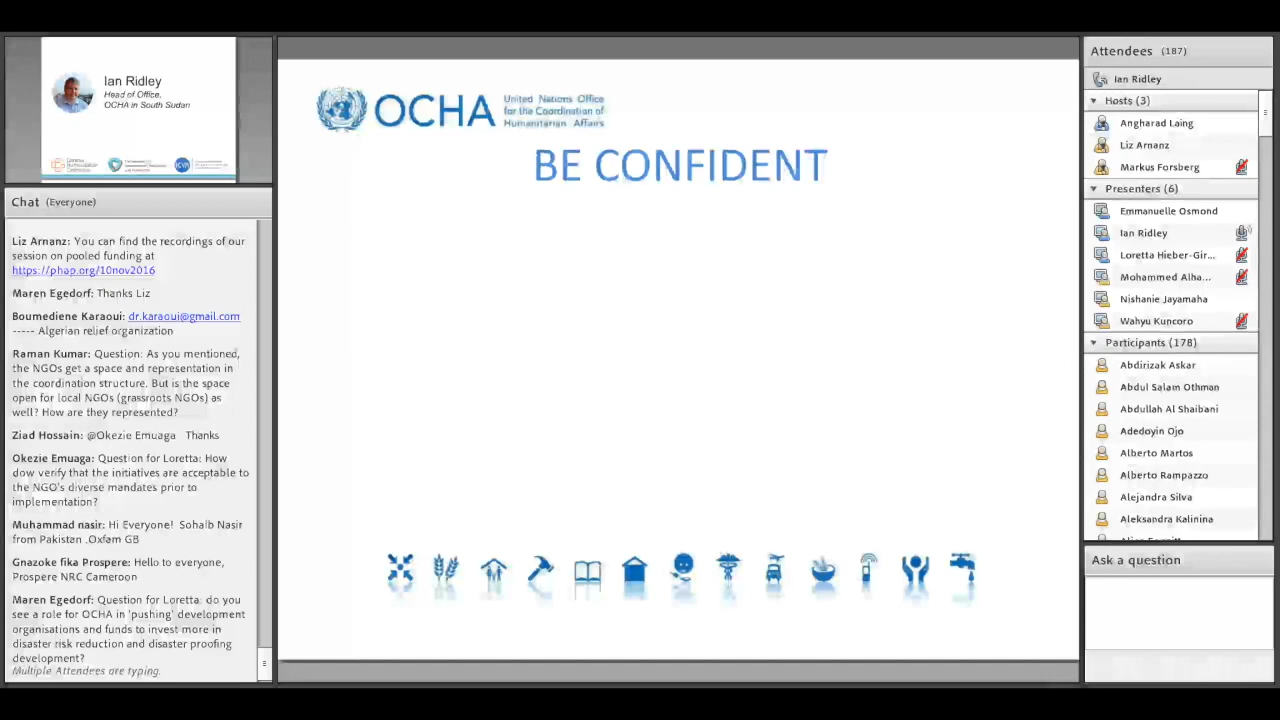 Ian Ridley
Head of Office,
OCHA in South Sudan
Chat (Everyone)
Liz Arnanz: You can find the recordings of our
session on pooled funding at
https://phap.org/10nov2016
Maren Egedorf: Thanks Liz
Boumediene Karaoui: dr.karaoui@gmail.com
----- Algerian relief organization
Raman Kumar: Question: As you mentioned,
the NGOs get a space and representation in
the coordination structure. But is the space
open for local NGOs (grassroots NGOs) as
well? How are they represented?
Ziad Hossain: @Okezie Emuaga Thanks
Okezie Emuaga: Question for Loretta: How
dow verify that the initiatives are acceptable to
the NGO's diverse mandates prior to
implementation?
Muhammad nasir: Hi Everyone! Sohaib Nasir
from Pakistan .Oxfam GB
Gnazoke fika Prospere: Hello to everyone,
Prospere NRC Cameroon
Maren Egedorf: Question for Loretta: do you
see a role for OCHA in 'pushing' development
organisations and funds to invest more in
disaster risk reduction and disaster proofing
development?
Multiple Attendees are typing.
OCHA
United Nations Office
for the Coordination of
Humanitarian Affairs
BE CONFIDENT
Attendees (187)
Ian Ridley
Hosts (3)
Angharad Laing
Liz Arnanz
Markus Forsberg
Presenters (6)
Emmanuelle Osmond
Ian Ridley
Loretta Hieber-Gir...
Mohammed Alha...
Nishanie Jayamaha
Wahyu Kuncoro
Participants (178)
Abdirizak Askar
Abdul Salam Othman
Abdullah Al Shaibani
Adedoyin Ojo
Alberto Martos
Alberto Rampazzo
Alejandra Silva
Aleksandra Kalinina
Ask a question